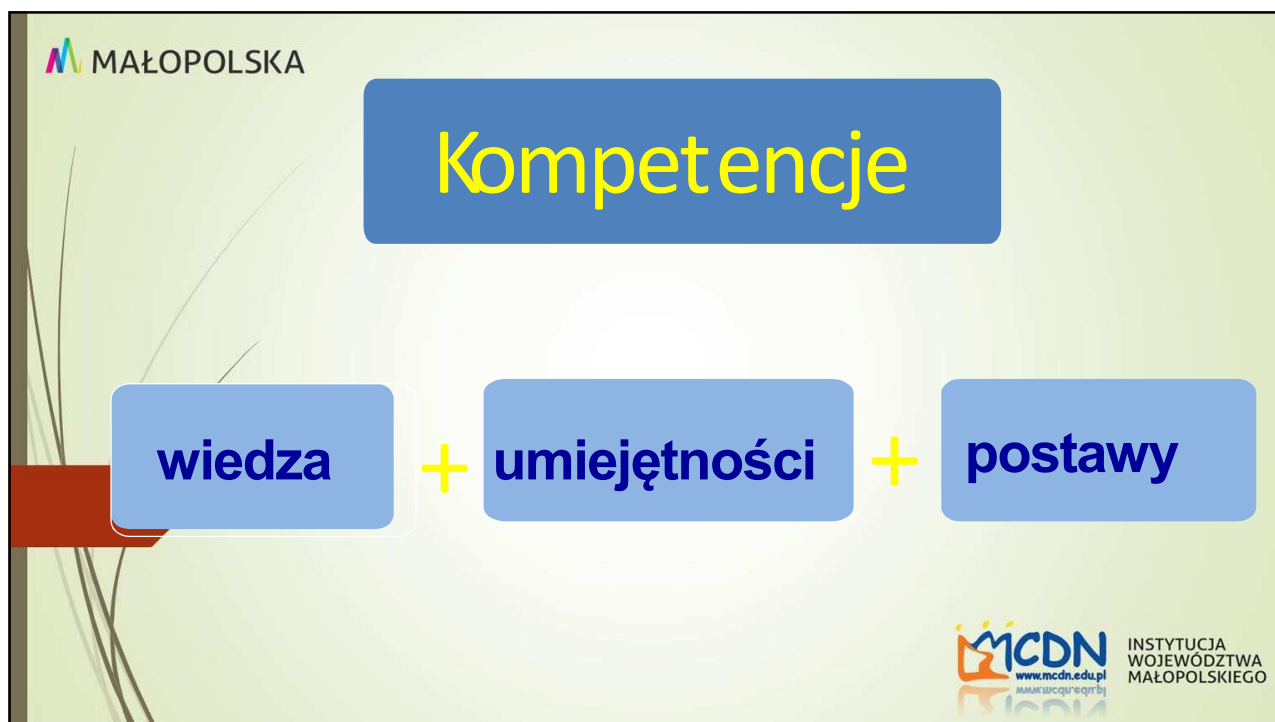 MAŁOPOLSKA
Kompetencje
wiedza + umiejętności + postawy
MCDN
www.mcdn.edu.pl
INSTYTUCJA
WOJEWÓDZTWA
MAŁOPOLSKIEGO